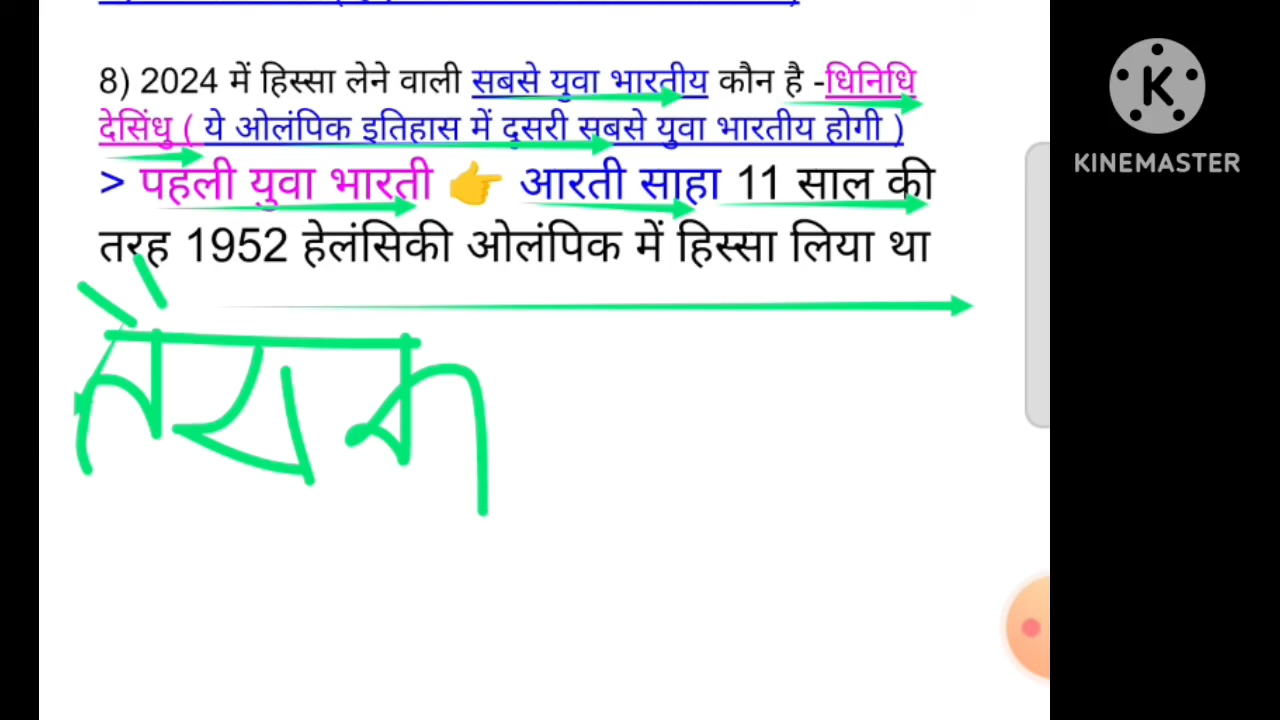 8) 2024 में हिस्सा लेने वाली सबसे युवा भारतीय कौन है -धिनिधि
देसिंधु ( ये ओलंपिक इतिहास में दुसरी सबसे युवा भारतीय होगी )
> पहली युवा भारती 👉 आरती साहा 11 साल की
तरह 1952 हेलंसिकी ओलंपिक में हिस्सा लिया था
KINEMASTER